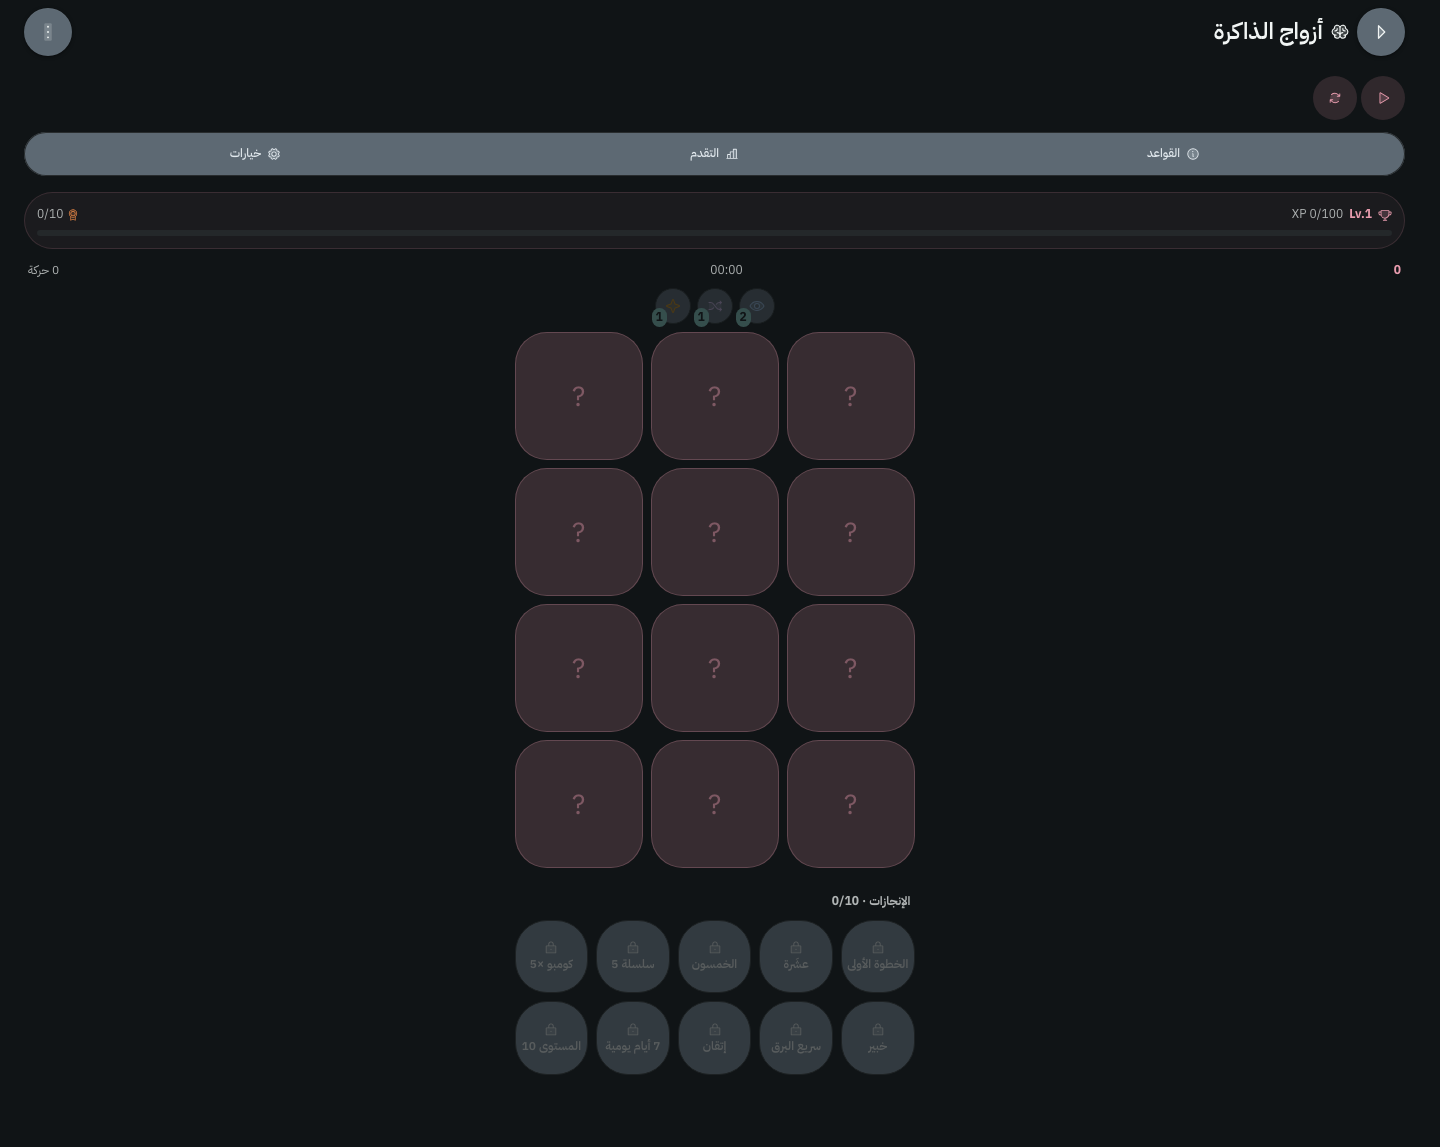 أزواج الذاكرة
القواعد
التقدم
خيارات
Lv.1 XP 0/100
0/10
0
00:00
0 حركة
2
1
1
? ? ?
? ? ?
? ? ?
? ? ?
الإنجازات · 0/10
الخطوة الأولى
عشرة
الخمسون
سلسلة 5
كومبو ×5
خبير
سريع البرق
إتقان
7 أيام يومية
المستوى 10